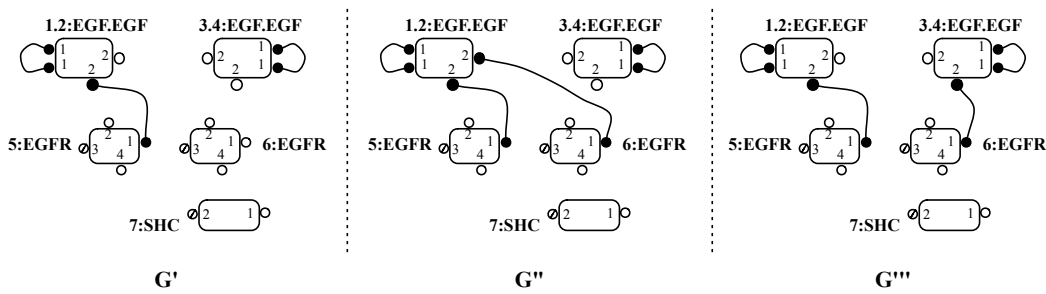 1.2:EGF.EGF 3.4:EGF.EGF 1.2:EGF.EGF 3.4:EGF.EGF 1.2:EGF.EGF 3.4:EGF.EGF
1 2 2 1 1 2 2 1 1 2 2 1
1 2 2 1 1 2 2 1 1 2 2 1
5:EGFR 3 2 4 1 3 2 4 1 6:EGFR 5:EGFR 3 2 4 1 3 2 4 1 6:EGFR 5:EGFR 3 2 4 1 3 2 4 1 6:EGFR
7:SHC 2 1 7:SHC 2 1 7:SHC 2 1
G' G'' G'''